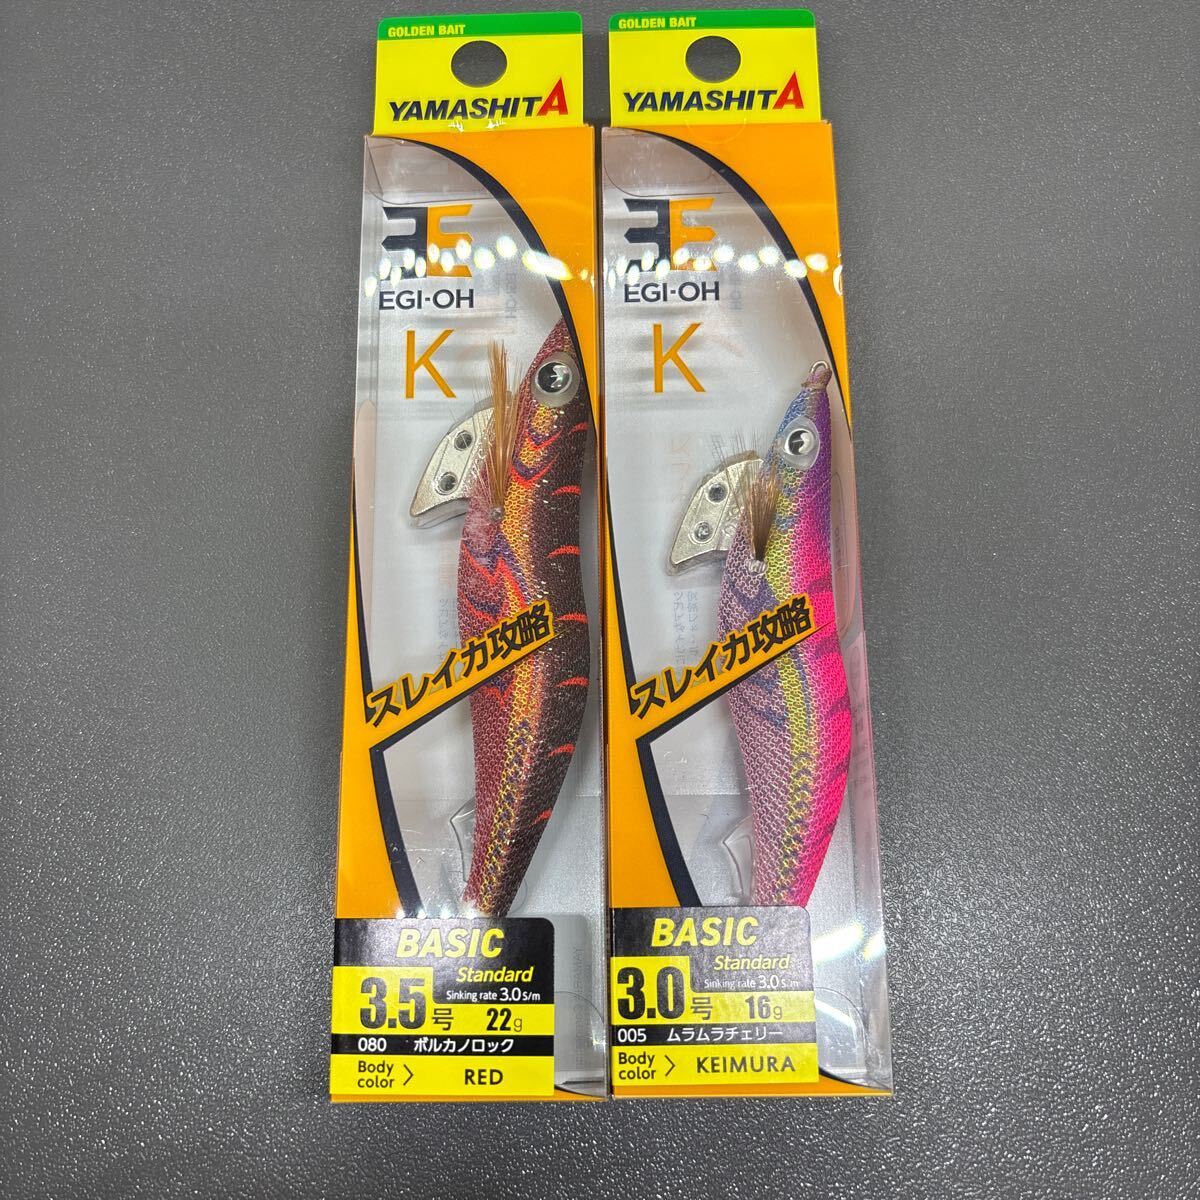 GOLDEN BAIT
YAMASHITA
EGI-OH
K
スレイカ攻略
BASIC
Standard
Sinking rate 3.0 S/m
3.5号 22g
080 ボルカノロック
Body color > RED
GOLDEN BAIT
YAMASHITA
EGI-OH
K
スレイカ攻略
BASIC
Standard
Sinking rate 3.0 S/m
3.0号 16g
005 ムラムラチェリー
Body color > KEIMURA